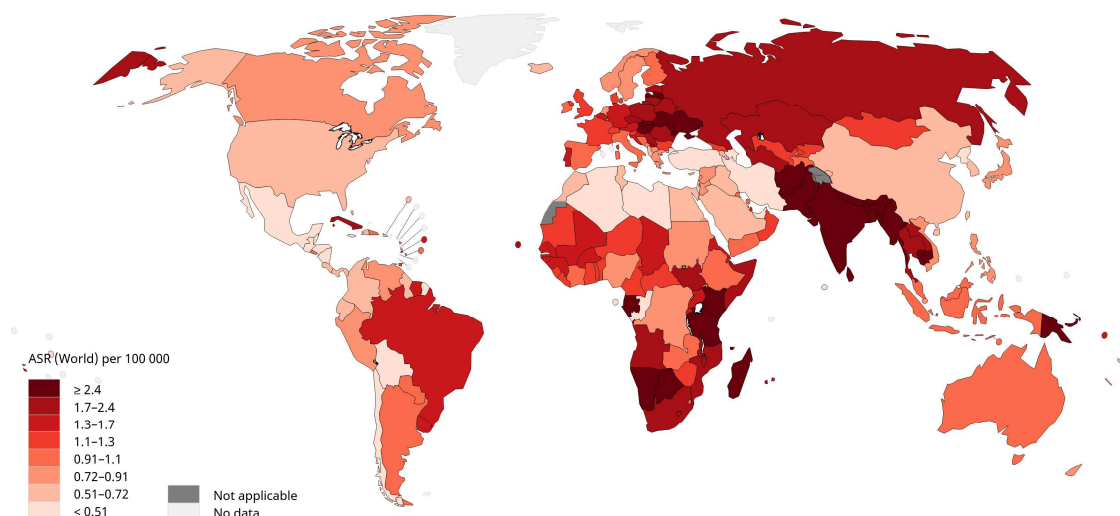 ASR (World) per 100 000
≥ 2.4
1.7–2.4
1.3–1.7
1.1–1.3
0.91–1.1
0.72–0.91
0.51–0.72
< 0.51
Not applicable
No data